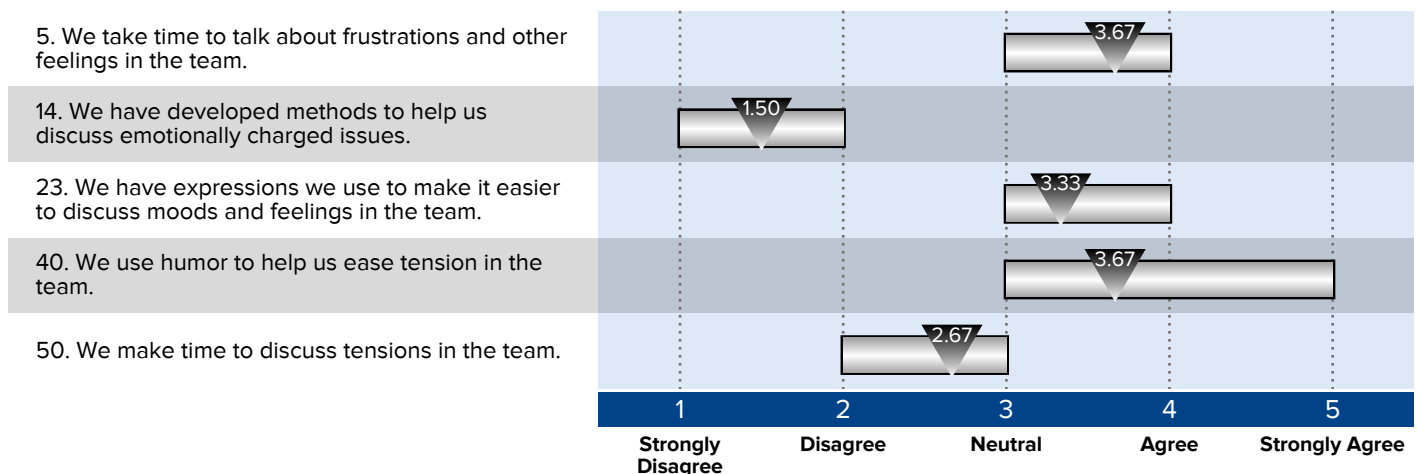 5. We take time to talk about frustrations and other
feelings in the team.
3.67
14. We have developed methods to help us
discuss emotionally charged issues.
1.50
23. We have expressions we use to make it easier
to discuss moods and feelings in the team.
3.33
40. We use humor to help us ease tension in the
team.
3.67
50. We make time to discuss tensions in the team.
2.67
1 2 3 4 5
Strongly Disagree Neutral Agree Strongly Agree
Disagree